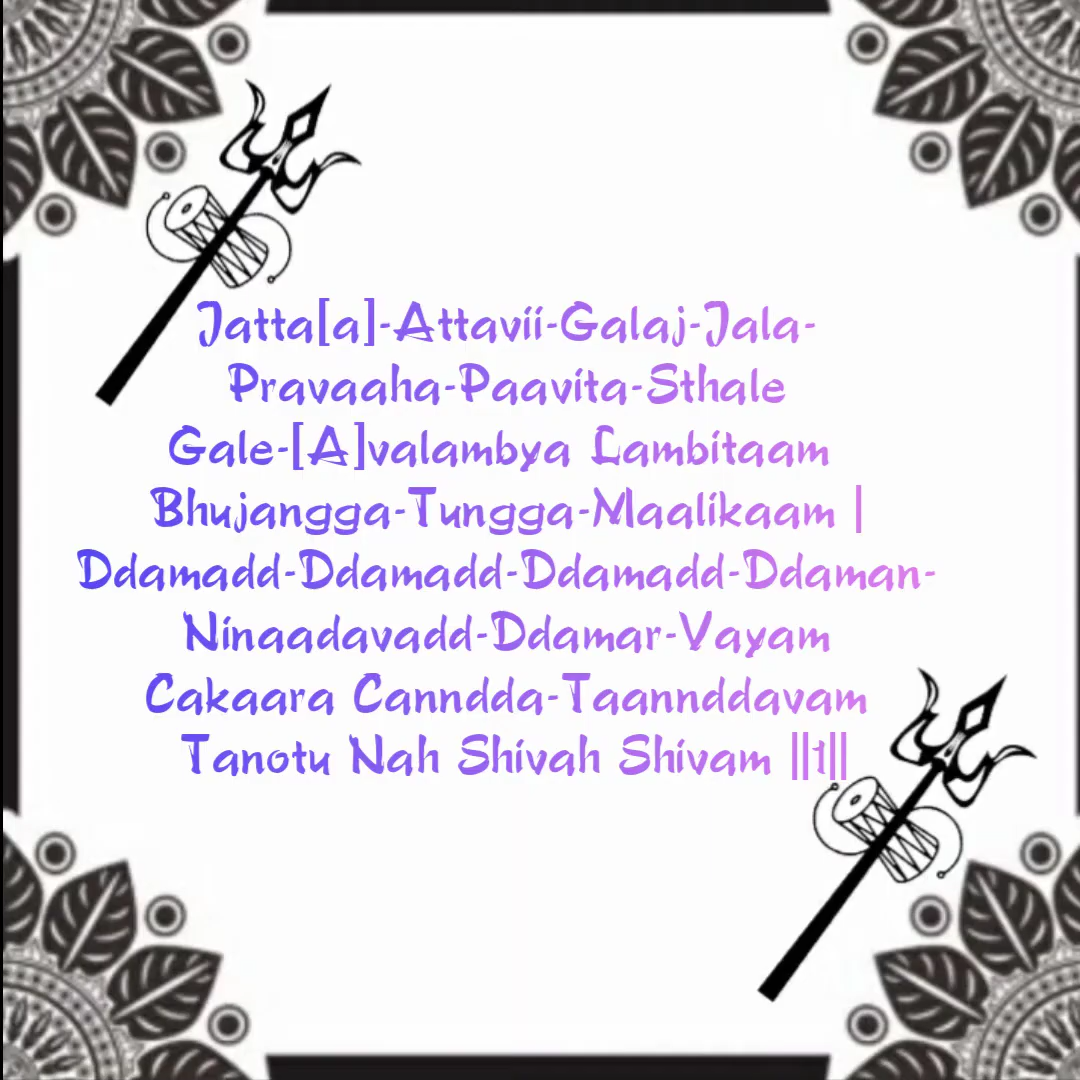 Jatta[a]-Attavii-Galaj-Jala-
Pravaaha-Paavita-Sthale
Gale-[A]valambya Lambitaam
Bhujangga-Tungga-Maalikaam |
Ddamadd-Ddamadd-Ddamadd-Ddaman-
Ninaadavadd-Ddamar-Vayam
Cakaara Canndda-Taannddavam
Tanotu Nah Shivah Shivam ||1||